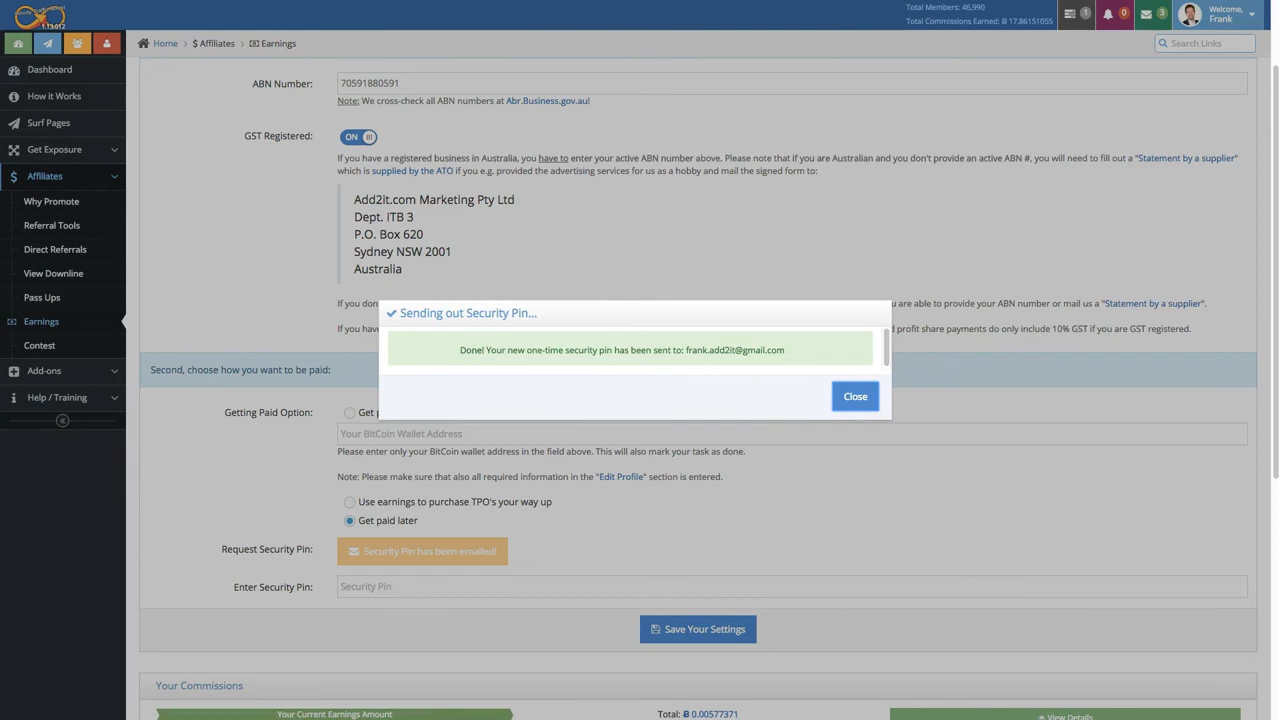 1.13.012
Total Members: 46,990
Total Commissions Earned: Ƀ 17.86151055
1
0
3
Welcome,
Frank
Home > $ Affiliates > Earnings
Search Links
Dashboard
How it Works
Surf Pages
Get Exposure
Affiliates
Why Promote
Referral Tools
Direct Referrals
View Downline
Pass Ups
Earnings
Contest
Add-ons
Help / Training
ABN Number:
70591880591
Note: We cross-check all ABN numbers at Abr.Business.gov.au!
GST Registered:
ON
If you have a registered business in Australia, you have to enter your active ABN number above. Please note that if you are Australian and you don't provide an active ABN #, you will need to fill out a "Statement by a supplier"
which is supplied by the ATO if you e.g. provided the advertising services for us as a hobby and mail the signed form to:
Add2it.com Marketing Pty Ltd
Dept. ITB 3
P.O. Box 620
Sydney NSW 2001
Australia
If you don
are able to provide your ABN number or mail us a "Statement by a supplier".
If you have
profit share payments do only include 10% GST if you are GST registered.
Sending out Security Pin...
Done! Your new one-time security pin has been sent to: frank.add2it@gmail.com
Close
Second, choose how you want to be paid:
Getting Paid Option:
Get p
Your BitCoin Wallet Address
Please enter only your BitCoin wallet address in the field above. This will also mark your task as done.
Note: Please make sure that also all required information in the "Edit Profile" section is entered.
Use earnings to purchase TPO's your way up
Get paid later
Request Security Pin:
Security Pin has been emailed!
Enter Security Pin:
Security Pin
Save Your Settings
Your Commissions
Your Current Earnings Amount
Total: Ƀ 0.00577371
View Details